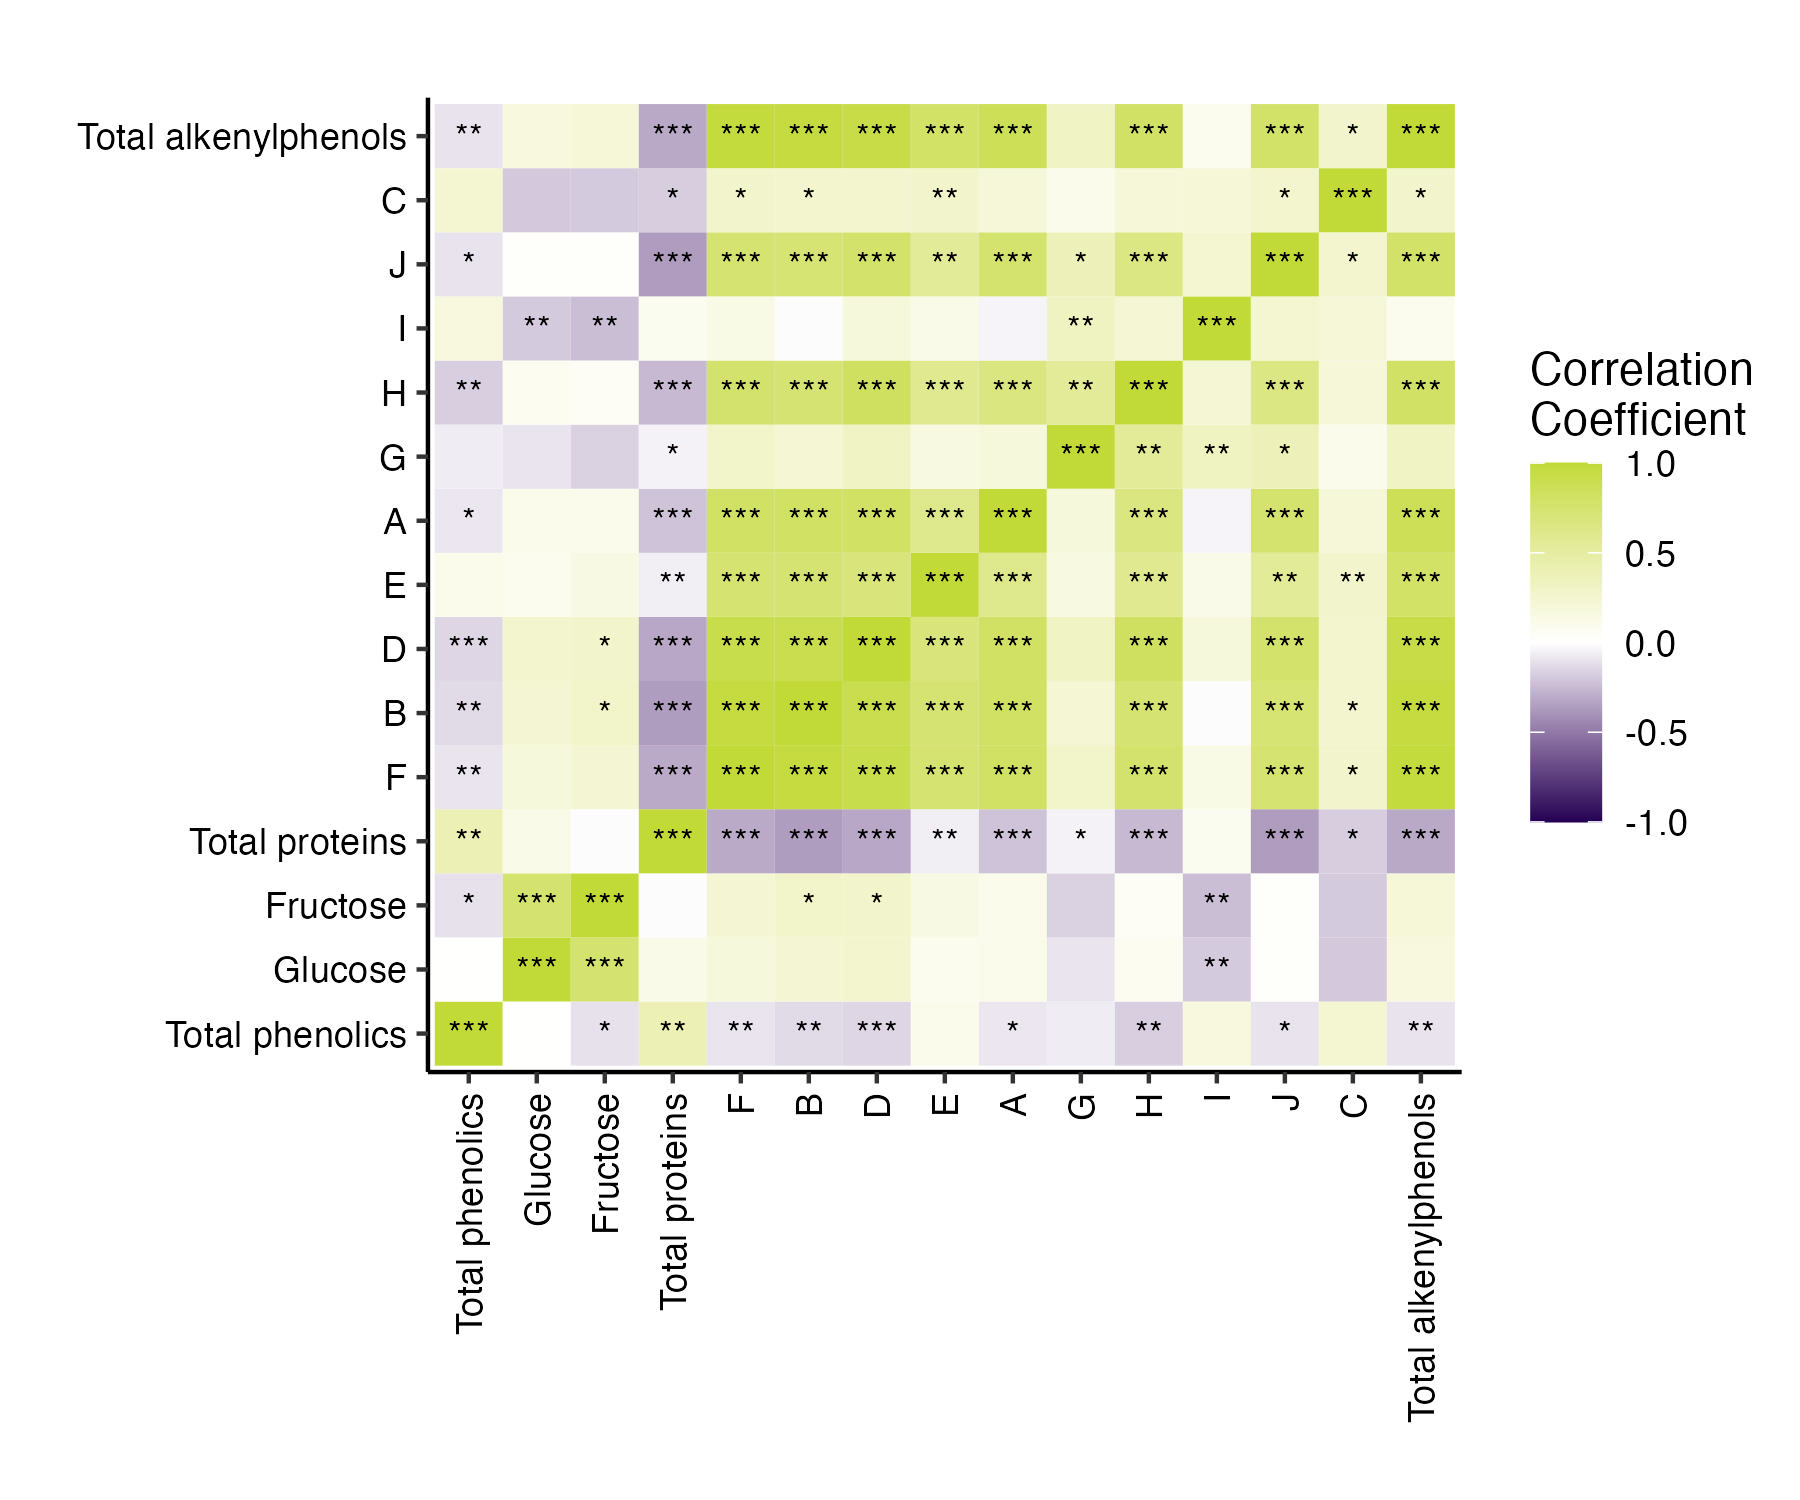 Total alkenylphenols ** *** *** *** *** *** *** *** *** * ***
C * * * ** * *** *
J * *** *** *** *** ** *** * *** *** * ***
I ** ** ** ***
H ** *** *** *** *** *** *** ** *** *** ***
G * *** ** ** *
A * *** *** *** *** *** *** *** *** ***
E ** *** *** *** *** *** *** ** ** ***
D *** * *** *** *** *** *** *** *** *** ***
B ** * *** *** *** *** *** *** *** *** * ***
F ** *** *** *** *** *** *** *** *** * ***
Total proteins ** *** *** *** *** ** *** * *** *** * ***
Fructose * *** *** * * **
Glucose *** *** **
Total phenolics *** * ** ** ** *** * ** * **
Total phenolics
Glucose
Fructose
Total proteins
F
B
D
E
A
G
H
I
J
C
Total alkenylphenols
Correlation
Coefficient
1.0
0.5
0.0
-0.5
-1.0